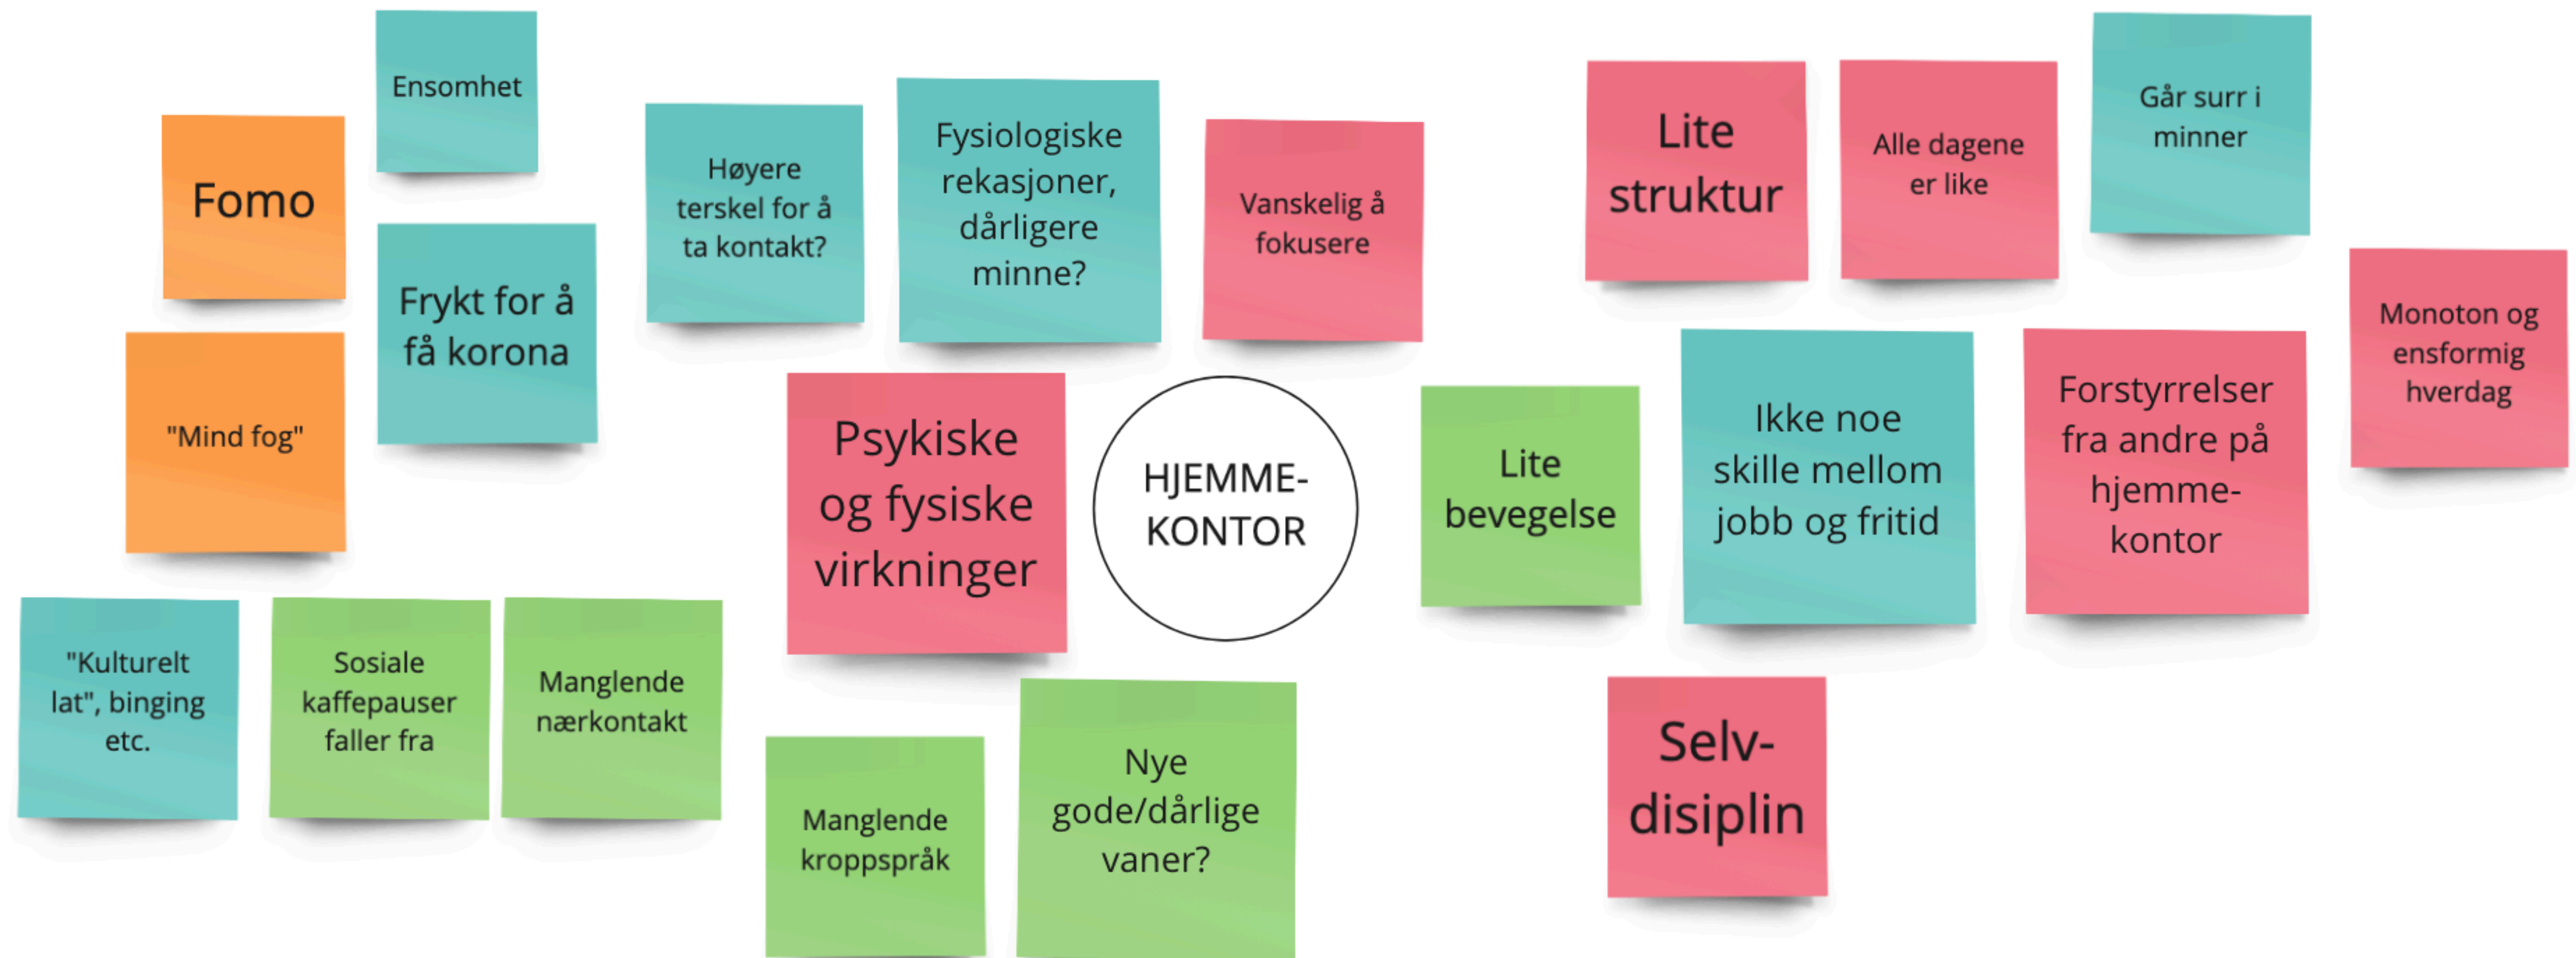 Ensomhet
Fomo
Frykt for å
få korona
"Mind fog"
Høyere
terskel for å
ta kontakt?
Fysiologiske
rekasjoner,
dårligere
minne?
Vanskelig å
fokusere
Lite
struktur
Alle dagene
er like
Går surr i
minner
Monoton og
ensformig
hverdag
Psykiske
og fysiske
virkninger
HJEMME-
KONTOR
Lite
bevegelse
Ikke noe
skille mellom
jobb og fritid
Forstyrrelser
fra andre på
hjemme-
kontor
"Kulturelt
lat", binging
etc.
Sosiale
kaffepauser
faller fra
Manglende
nærkontakt
Manglende
kroppspråk
Nye
gode/dårlige
vaner?
Selv-
disiplin